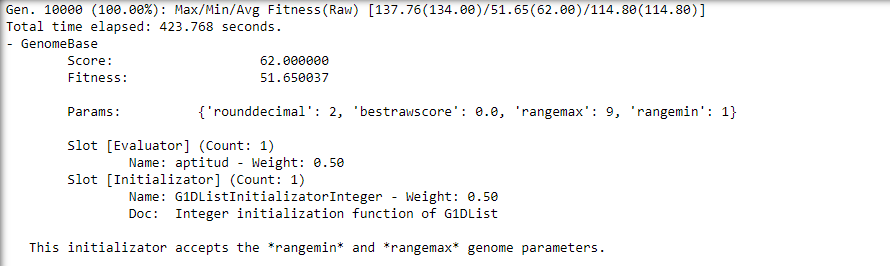 Gen. 10000 (100.00%): Max/Min/Avg Fitness(Raw) [137.76(134.00)/51.65(62.00)/114.80(114.80)]
Total time elapsed: 423.768 seconds.
- GenomeBase
Score: 62.000000
Fitness: 51.650037
Params: {'rounddecimal': 2, 'bestrawscore': 0.0, 'rangemax': 9, 'rangemin': 1}
Slot [Evaluator] (Count: 1)
Name: aptitud - Weight: 0.50
Slot [Initializator] (Count: 1)
Name: G1DListInitializatorInteger - Weight: 0.50
Doc: Integer initialization function of G1DList
This initializator accepts the *rangemin* and *rangemax* genome parameters.